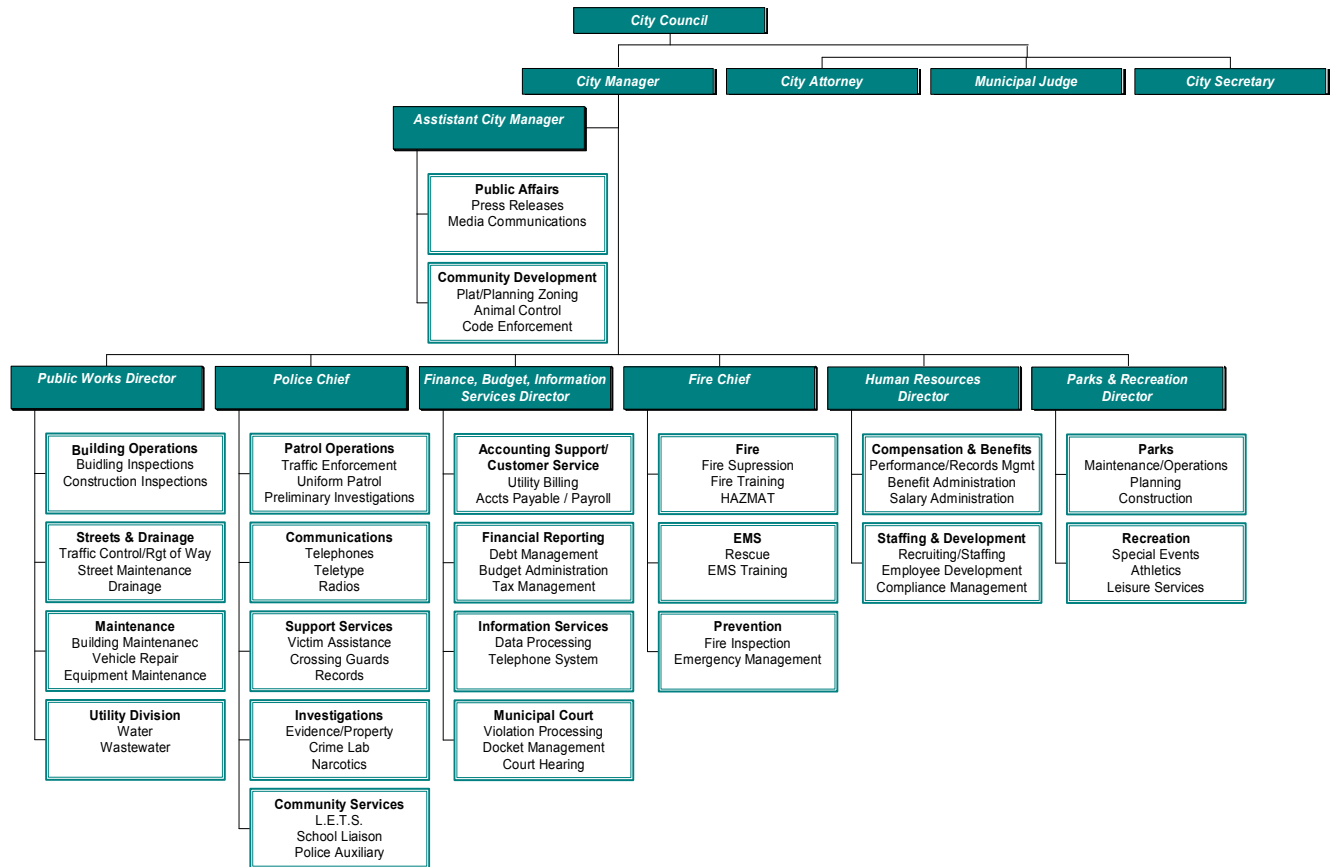 City Council
City Manager
City Attorney
Municipal Judge
City Secretary
Asstistant City Manager
Public Affairs
Press Releases
Media Communications
Community Development
Plat/Planning Zoning
Animal Control
Code Enforcement
Public Works Director
Police Chief
Finance, Budget, Information
Services Director
Fire Chief
Human Resources
Director
Parks & Recreation
Director
Building Operations
Buidling Inspections
Construction Inspections
Streets & Drainage
Traffic Control/Rgt of Way
Street Maintenance
Drainage
Maintenance
Building Maintenanec
Vehicle Repair
Equipment Maintenance
Utility Division
Water
Wastewater
Patrol Operations
Traffic Enforcement
Uniform Patrol
Preliminary Investigations
Communications
Telephones
Teletype
Radios
Support Services
Victim Assistance
Crossing Guards
Records
Investigations
Evidence/Property
Crime Lab
Narcotics
Community Services
L.E.T.S.
School Liaison
Police Auxiliary
Accounting Support/
Customer Service
Utility Billing
Accts Payable / Payroll
Financial Reporting
Debt Management
Budget Administration
Tax Management
Information Services
Data Processing
Telephone System
Municipal Court
Violation Processing
Docket Management
Court Hearing
Fire
Fire Supression
Fire Training
HAZMAT
EMS
Rescue
EMS Training
Prevention
Fire Inspection
Emergency Management
Compensation & Benefits
Performance/Records Mgmt
Benefit Administration
Salary Administration
Staffing & Development
Recruiting/Staffing
Employee Development
Compliance Management
Parks
Maintenance/Operations
Planning
Construction
Recreation
Special Events
Athletics
Leisure Services